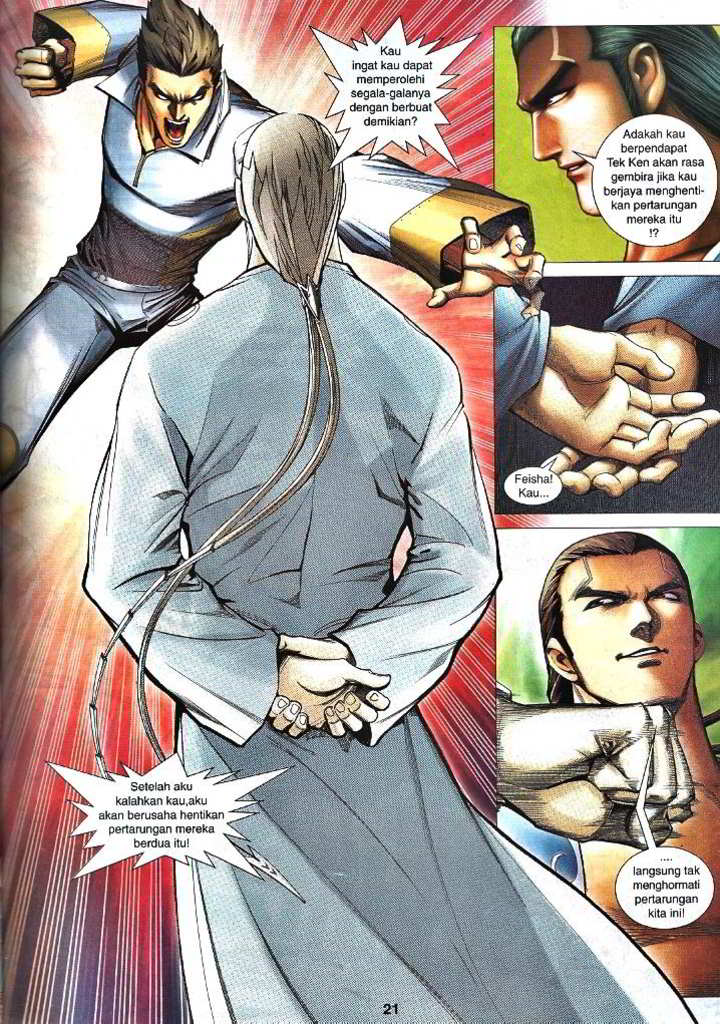 Kau
ingat kau dapat
memperolehi
segala-galanya
dengan berbuat
demikian?
Adakah kau
berpendapat
Tek Ken akan rasa
gembira jika kau
berjaya menghenti-
kan pertarungan
mereka itu
!?
Feisha!
Kau...
Setelah aku
kalahkan kau,aku
akan berusaha hentikan
pertarungan mereka
berdua itu!
....
langsung tak
menghormati
pertarungan
kita ini!
21